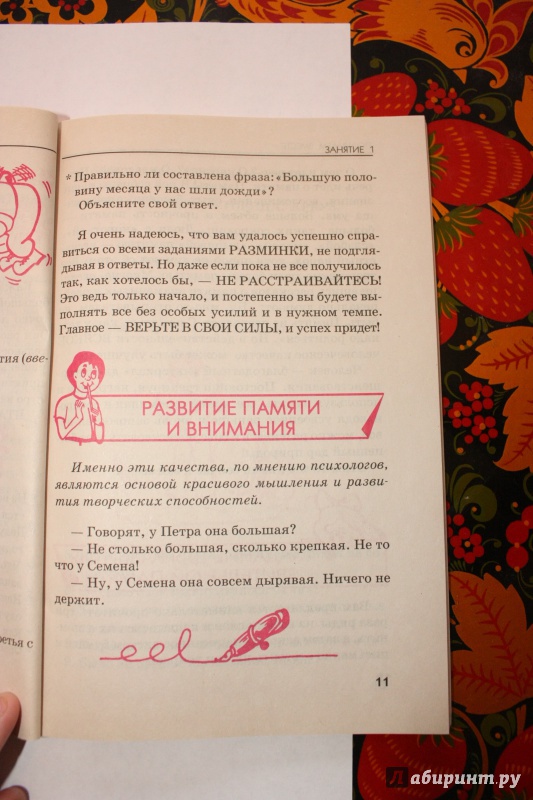 ЗАНЯТИЕ 1
* Правильно ли составлена фраза: «Большую поло-
вину месяца у нас шли дожди»?
Объясните свой ответ.
Я очень надеюсь, что вам удалось успешно спра-
виться со всеми заданиями РАЗМИНКИ, не подгля-
дывая в ответы. Но даже если пока не все получилось
так, как хотелось бы, — НЕ РАССТРАИВАЙТЕСЬ!
Это ведь только начало, и постепенно вы будете вы-
полнять все без особых усилий и в нужном темпе.
Главное — ВЕРЬТЕ В СВОИ СИЛЫ, и успех придет!
тия (вве-
РАЗВИТИЕ ПАМЯТИ
И ВНИМАНИЯ
Именно эти качества, по мнению психологов,
являются основой красивого мышления и разви-
тия творческих способностей.
— Говорят, у Петра она большая?
— Не столько большая, сколько крепкая. Не то
что у Семена!
— Ну, у Семена она совсем дырявая. Ничего не
держит.
ретья с
11
Лабиринт.ру